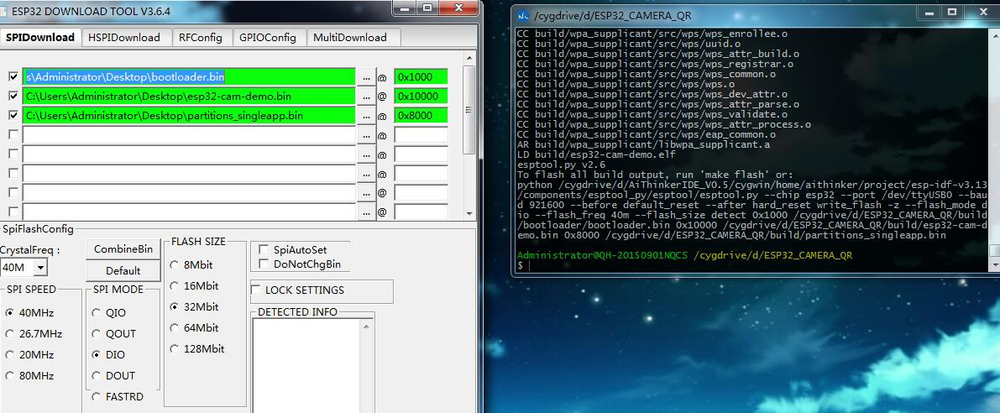 ESP32 DOWNLOAD TOOL V3.6.4
SPIDownload
HSPIDownload
RFConfig
GPIOConfig
MultiDownload
s\Administrator\Desktop\bootloader.bin ... @ 0x1000
C:\Users\Administrator\Desktop\esp32-cam-demo.bin ... @ 0x10000
C:\Users\Administrator\Desktop\partitions_singleapp.bin ... @ 0x8000
... @
... @
... @
... @
... @
SpiFlashConfig
CrystalFreq :
40M
CombineBin
Default
SPI SPEED
40MHz
26.7MHz
20MHz
80MHz
SPI MODE
QIO
QOUT
DIO
DOUT
FASTRD
FLASH SIZE
8Mbit
16Mbit
32Mbit
64Mbit
128Mbit
SpiAutoSet
DoNotChgBin
LOCK SETTINGS
DETECTED INFO
/cygdrive/d/ESP32_CAMERA_QR
CC build/wpa_supplicant/src/wps/wps_enrollee.o
CC build/wpa_supplicant/src/wps/uuid.o
CC build/wpa_supplicant/src/wps/wps_attr_build.o
CC build/wpa_supplicant/src/wps/wps_registrar.o
CC build/wpa_supplicant/src/wps/wps_common.o
CC build/wpa_supplicant/src/wps/wps.o
CC build/wpa_supplicant/src/wps/wps_dev_attr.o
CC build/wpa_supplicant/src/wps/wps_attr_parse.o
CC build/wpa_supplicant/src/wps/wps_validate.o
CC build/wpa_supplicant/src/wps/wps_attr_process.o
CC build/wpa_supplicant/src/wps/eap_common.o
AR build/wpa_supplicant/libwpa_supplicant.a
LD build/esp32-cam-demo.elf
esptool.py v2.6
To flash all build output, run 'make flash' or:
python /cygdrive/d/AiThinkerIDE_V0.5/cygwin/home/aithinker/project/esp-idf-v3.13
/components/esptool_py/esptool/esptool.py --chip esp32 --port /dev/ttyUSB0 --bau
d 921600 --before default_reset --after hard_reset write_flash -z --flash_mode d
io --flash_freq 40m --flash_size detect 0x1000 /cygdrive/d/ESP32_CAMERA_QR/build
/bootloader/bootloader.bin 0x10000 /cygdrive/d/ESP32_CAMERA_QR/build/esp32-cam-d
emo.bin 0x8000 /cygdrive/d/ESP32_CAMERA_QR/build/partitions_singleapp.bin
Administrator@QH-20150901NQCS /cygdrive/d/ESP32_CAMERA_QR
$